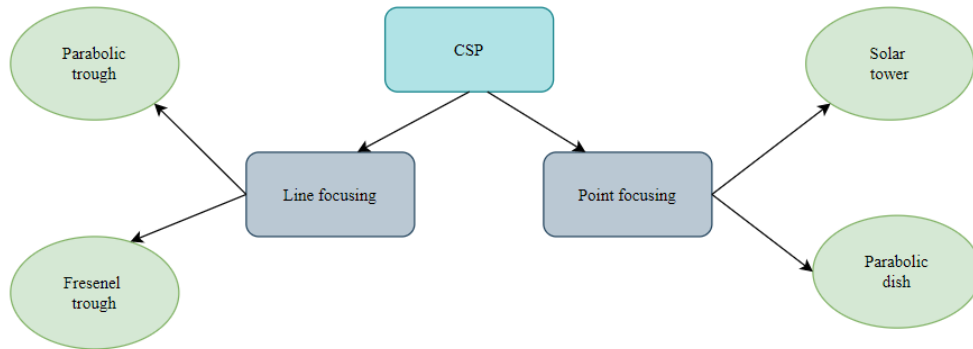 CSP
Parabolic
trough
Solar
tower
Line focusing
Point focusing
Fresenel
trough
Parabolic
dish